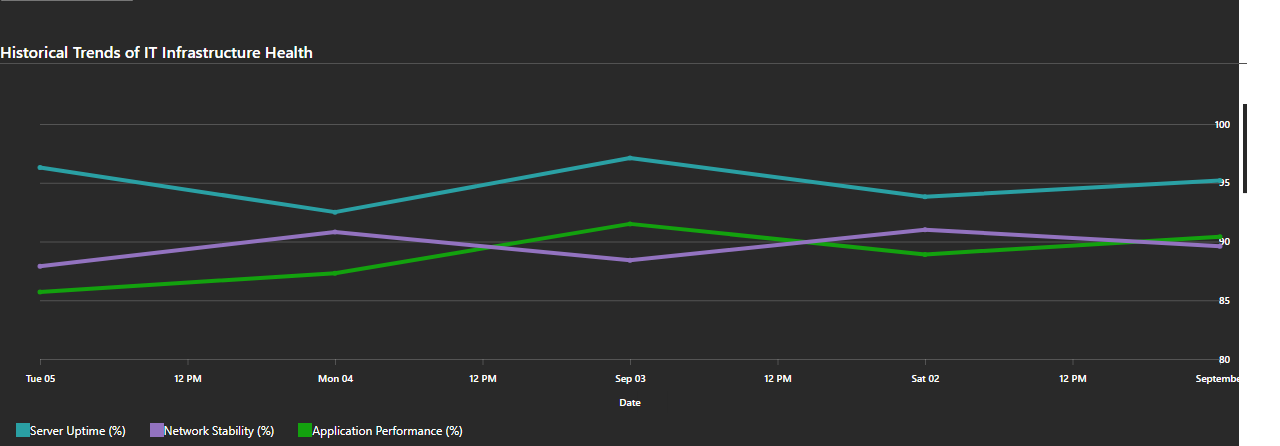 Historical Trends of IT Infrastructure Health
100
95
90
85
80
Tue 05 12 PM Mon 04 12 PM Sep 03 12 PM Sat 02 12 PM Septembe
Date
Server Uptime (%) Network Stability (%) Application Performance (%)